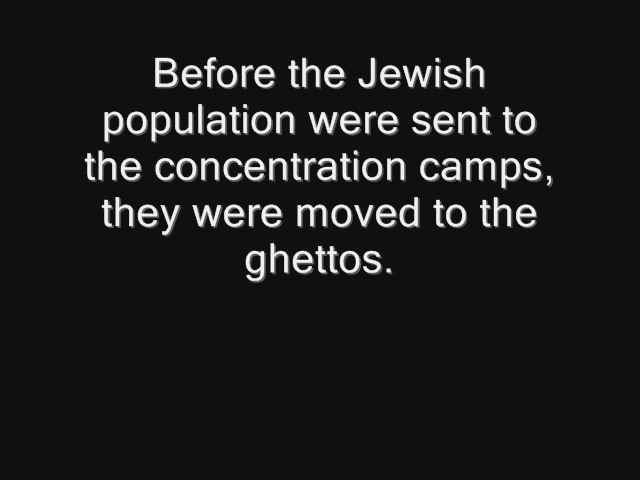 Before the Jewish
population were sent to
the concentration camps,
they were moved to the
ghettos.